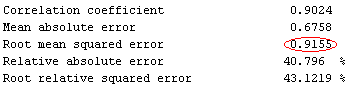 Correlation coefficient 0.9024
Mean absolute error 0.6758
Root mean squared error 0.9155
Relative absolute error 40.796 %
Root relative squared error 43.1219 %